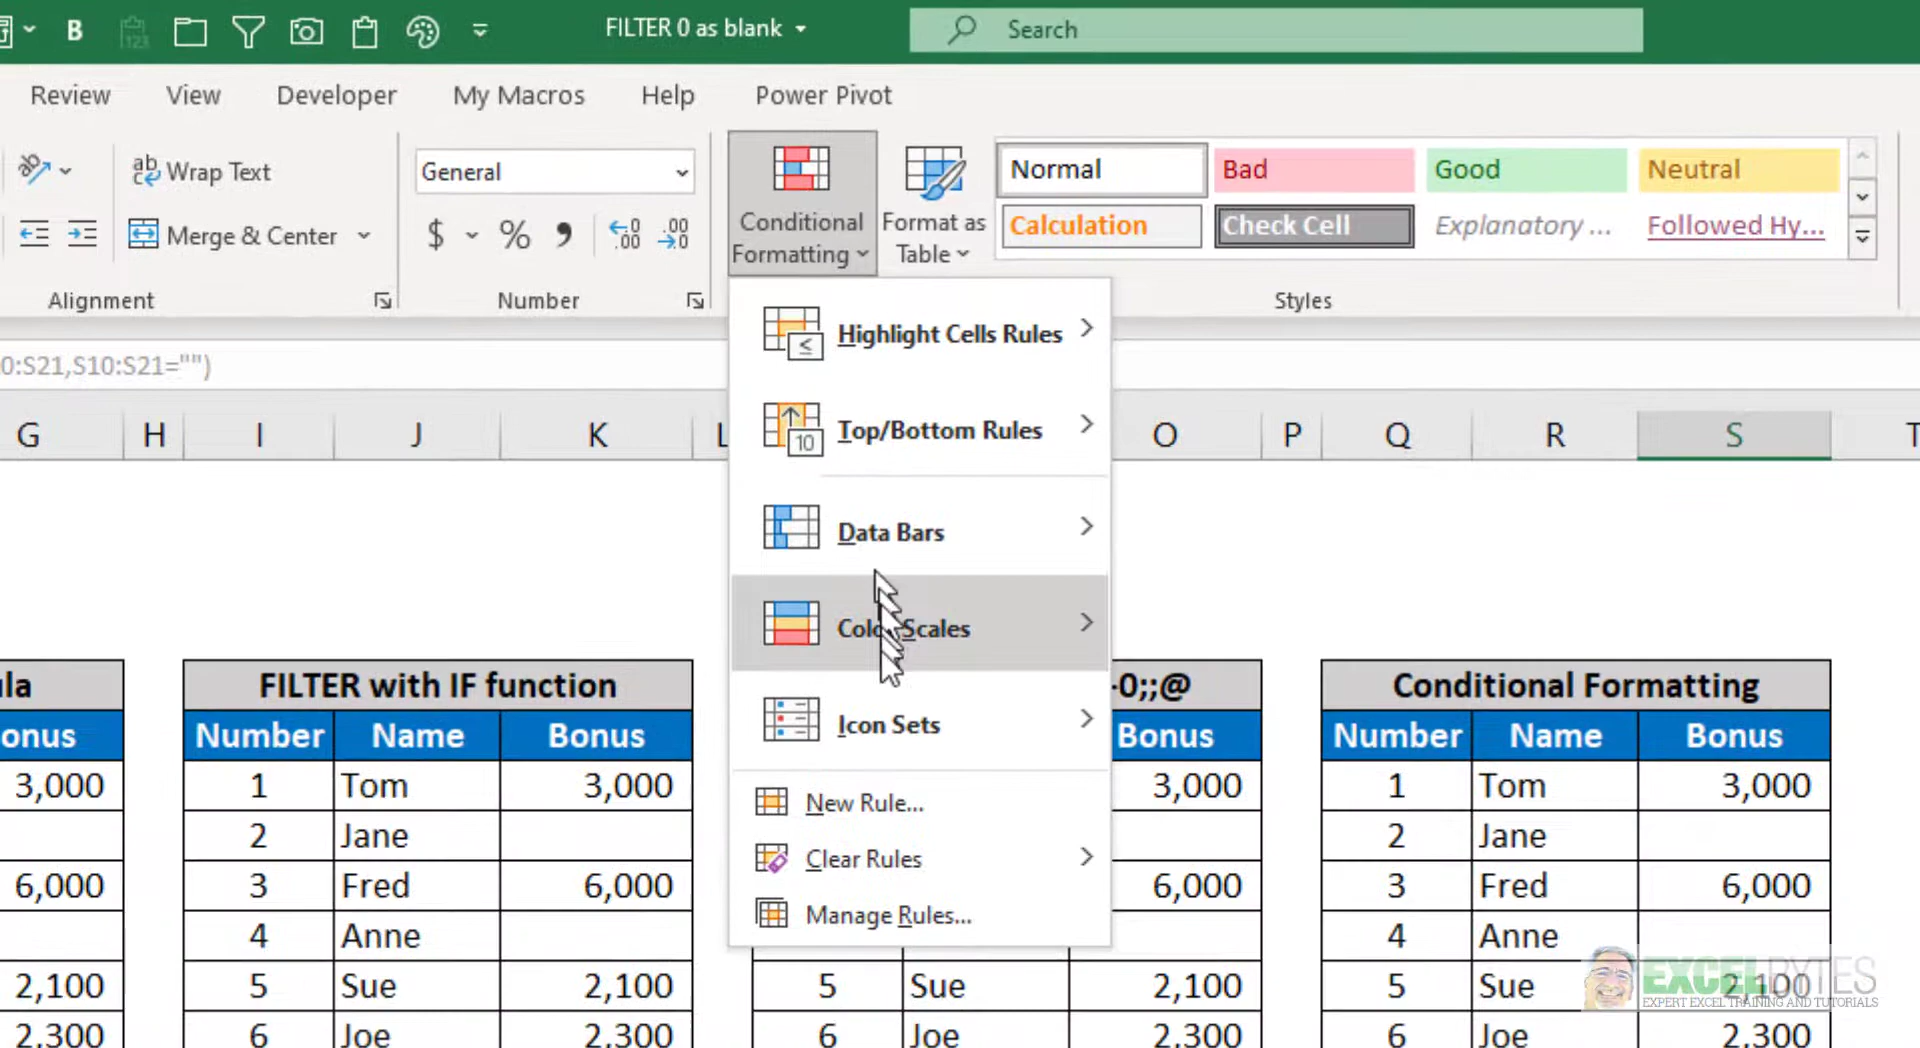 B
FILTER 0 as blank
Search
Review View Developer My Macros Help Power Pivot
Wrap Text
General
Merge & Center
$ % , .00 .00
Alignment
Number
Conditional Formatting
Format as Table
Normal Bad Good Neutral
Calculation Check Cell Explanatory ... Followed Hy...
Styles
0:S21,S10:S21="")
Highlight Cells Rules
Top/Bottom Rules
Data Bars
Color Scales
Icon Sets
New Rule...
Clear Rules
Manage Rules...
G H I J K L O P Q R S T
FILTER with IF function
-0;;@
Conditional Formatting
Number Name Bonus Bonus Number Name Bonus
3,000 1 Tom 3,000 3,000 1 Tom 3,000
2 Jane 2 Jane
6,000 3 Fred 6,000 6,000 3 Fred 6,000
4 Anne 4 Anne
2,100 5 Sue 2,100 5 Sue 2,100 5 Sue 2,100
2,300 6 Joe 2,300 6 Joe 2,300 6 Joe 2,300
EXCELBYTES
EXPERT EXCEL TRAINING AND TUTORIALS